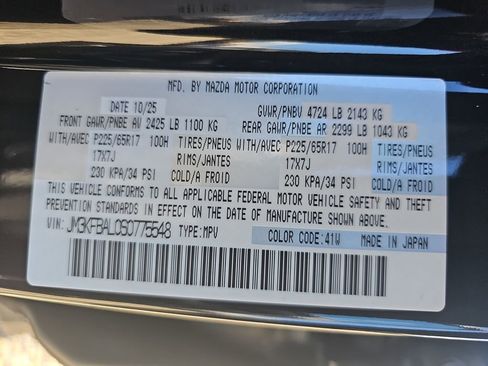 MFD. BY MAZDA MOTOR CORPORATION
DATE 10/25 GVWR/PNBV 4724 LB 2143 KG
FRONT GAWR/PNBE AV 2425 LB 1100 KG REAR GAWR/PNBE AR 2299 LB 1043 KG
WITH/AVEC P225/65R17 100H TIRES/PNEUS WITH/AVEC P225/65R17 100H TIRES/PNEUS
17X7J RIMS/JANTES 17X7J RIMS/JANTES
230 KPA/34 PSI COLD/A FROID 230 KPA/34 PSI COLD/A FROID
THIS VEHICLE CONFORMS TO ALL APPLICABLE FEDERAL MOTOR VEHICLE SAFETY AND THEFT
PREVENTION STANDARDS IN EFFECT ON THE DATE OF MANUFACTURE SHOWN ABOVE.
VIN: JM3KFBAL0S0775548 TYPE:MPV COLOR CODE:41W MADE IN JAPAN